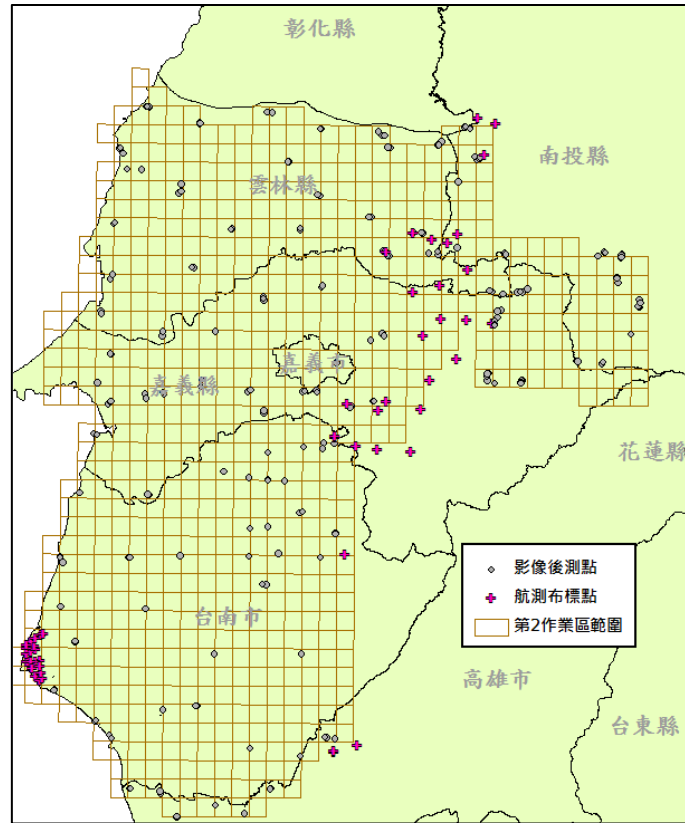 彰化縣
南投縣
雲林縣
嘉義市
嘉義縣
花蓮縣
影像後測點
航測布標點
第2作業區範圍
台南市
高雄市
台東縣